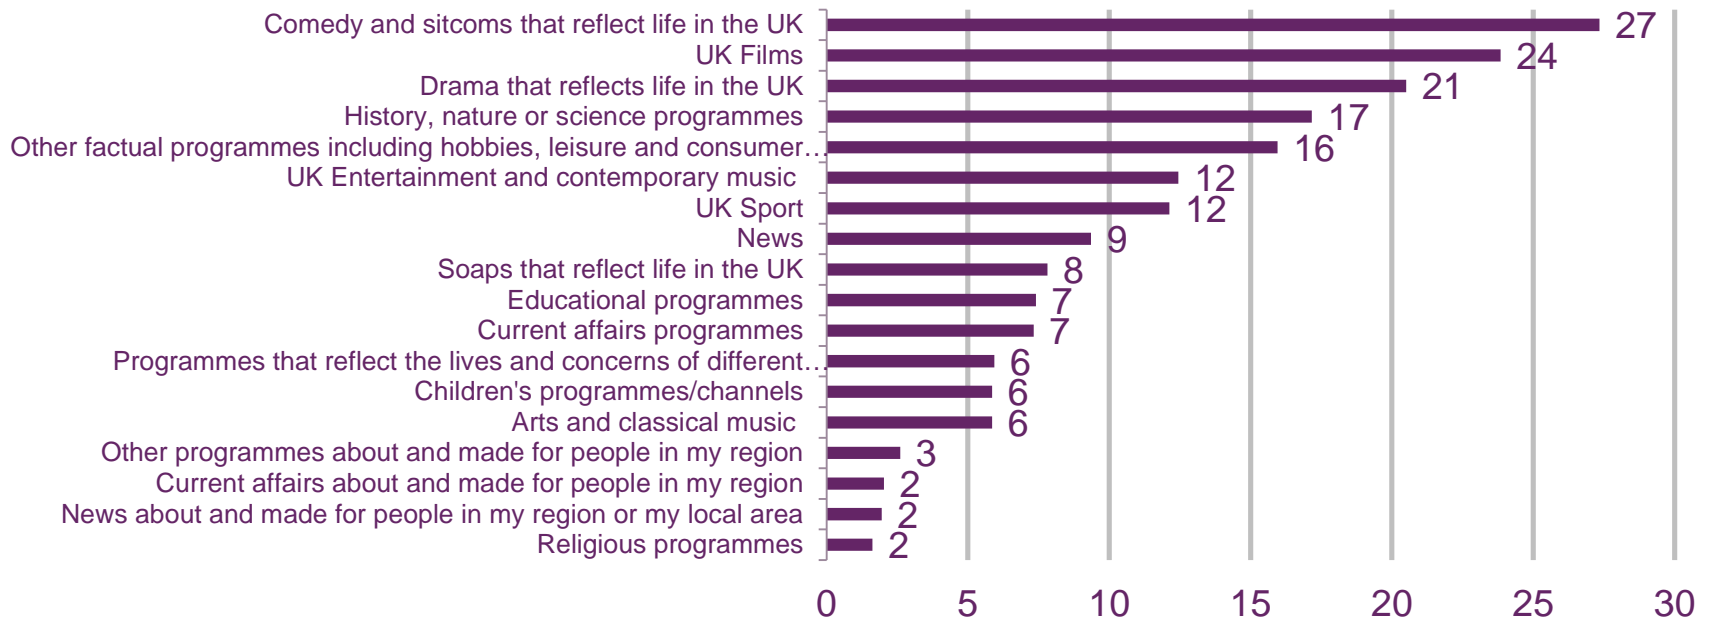 Comedy and sitcoms that reflect life in the UK 27
UK Films 24
Drama that reflects life in the UK 21
History, nature or science programmes 17
Other factual programmes including hobbies, leisure and consumer… 16
UK Entertainment and contemporary music 12
UK Sport 12
News 9
Soaps that reflect life in the UK 8
Educational programmes 7
Current affairs programmes 7
Programmes that reflect the lives and concerns of different… 6
Children's programmes/channels 6
Arts and classical music 6
Other programmes about and made for people in my region 3
Current affairs about and made for people in my region 2
News about and made for people in my region or my local area 2
Religious programmes 2
0 5 10 15 20 25 30